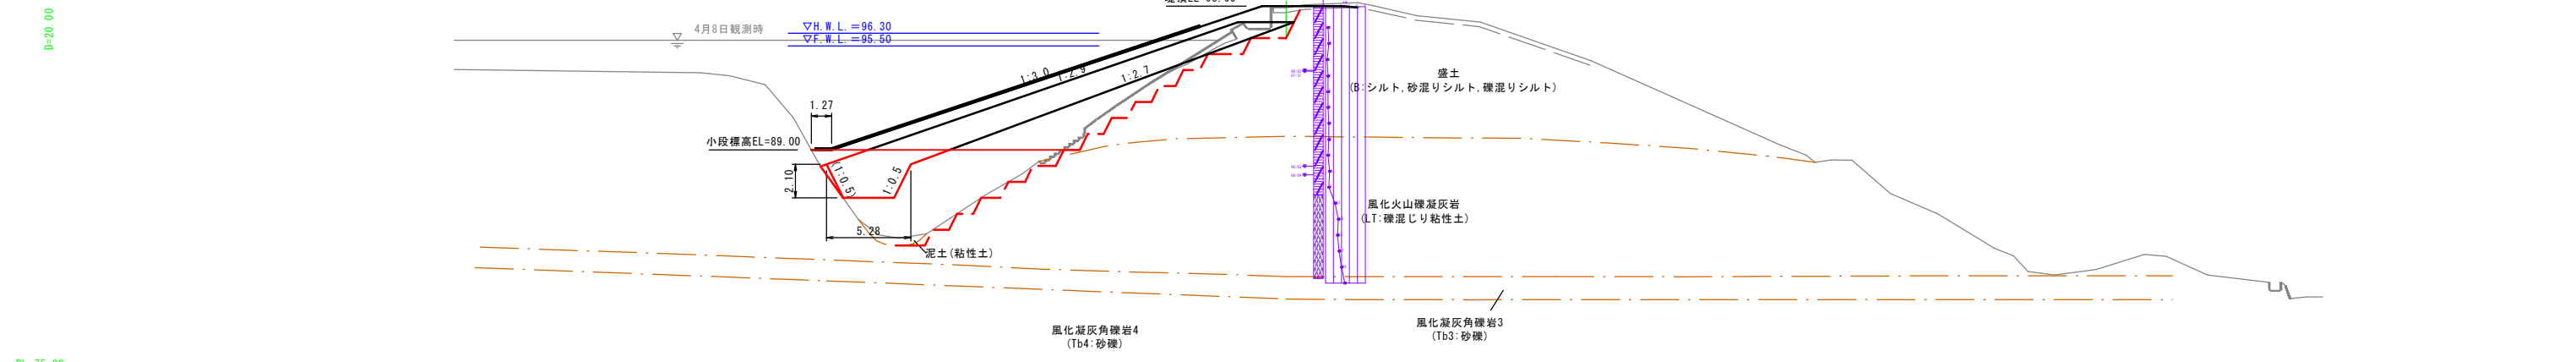 D=20.00
4月8日観測時
▽H.W.L.=96.30
▽F.W.L.=95.50
1:3.0
1:2.9
1:2.7
盛土
(B:シルト,砂混りシルト,礫混りシルト)
1.27
小段標高EL=89.00
2.10
(1:0.5)
1:0.5
5.28
泥土(粘性土)
風化火山礫凝灰岩
(LT:礫混じり粘性土)
風化凝灰角礫岩4
(Tb4:砂礫)
風化凝灰角礫岩3
(Tb3:砂礫)